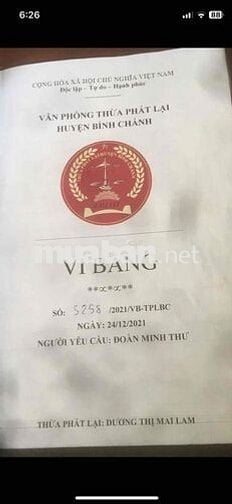 6:26
CỘNG HÒA XÃ HỘI CHỦ NGHĨA VIỆT NAM
Độc lập - Tự do - Hạnh phúc
VĂN PHÒNG THỪA PHÁT LẠI
HUYỆN BÌNH CHÁNH
muaban.net
VI BẰNG
SỐ: 5258 /2021/VB-TPLBC
NGÀY: 24/12/2021
NGƯỜI YÊU CẦU: ĐOÀN MINH THƯ
THỪA PHÁT LẠI: DƯƠNG THỊ MAI LAM